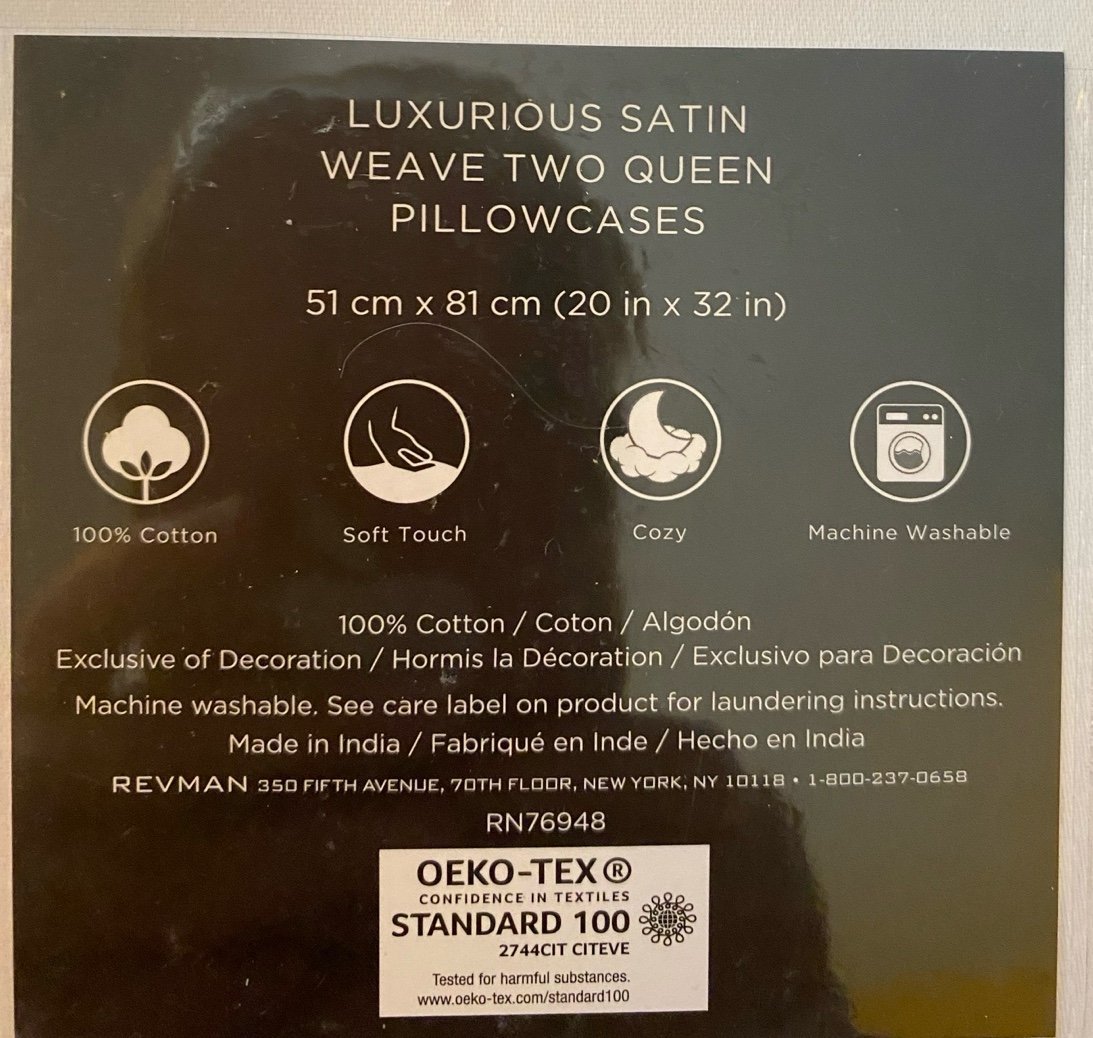 LUXURIOUS SATIN
WEAVE TWO QUEEN
PILLOWCASES
51 cm x 81 cm (20 in x 32 in)
100% Cotton
Soft Touch
Cozy
Machine Washable
100% Cotton / Coton / Algodón
Exclusive of Decoration / Hormis la Décoration / Exclusivo para Decoración
Machine washable. See care label on product for laundering instructions.
Made in India / Fabriqué en Inde / Hecho en India
REVMAN 350 FIFTH AVENUE, 70TH FLOOR, NEW YORK, NY 10118 • 1-800-237-0658
RN76948
OEKO-TEX®
CONFIDENCE IN TEXTILES
STANDARD 100
2744CIT CITEVE
Tested for harmful substances.
www.oeko-tex.com/standard100